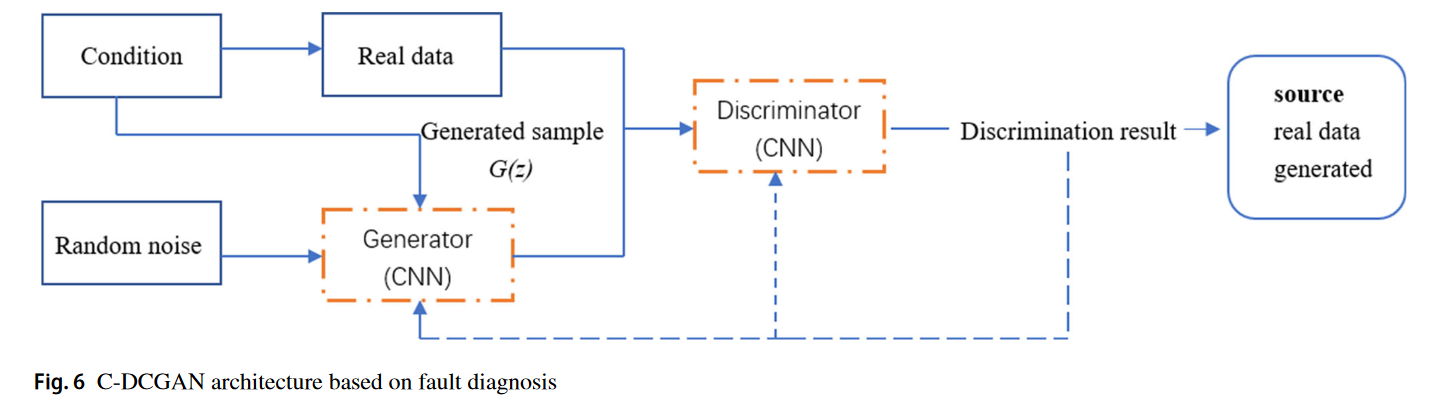 Condition
Real data
Generated sample
G(z)
Random noise
Generator
(CNN)
Discriminator
(CNN)
Discrimination result
source
real data
generated
Fig. 6 C-DCGAN architecture based on fault diagnosis